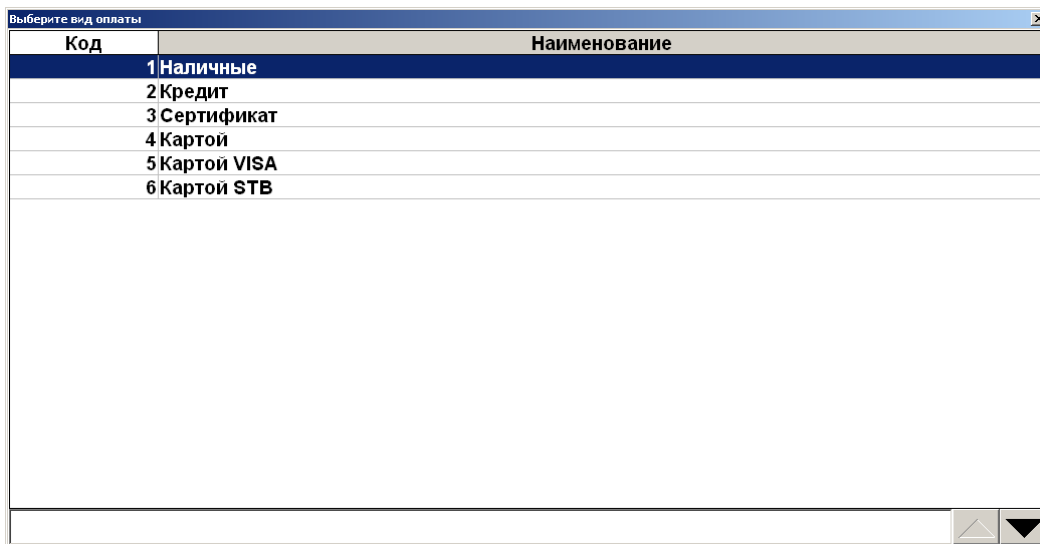 Выберите вид оплаты
Код Наименование
1 Наличные
2 Кредит
3 Сертификат
4 Картой
5 Картой VISA
6 Картой STB